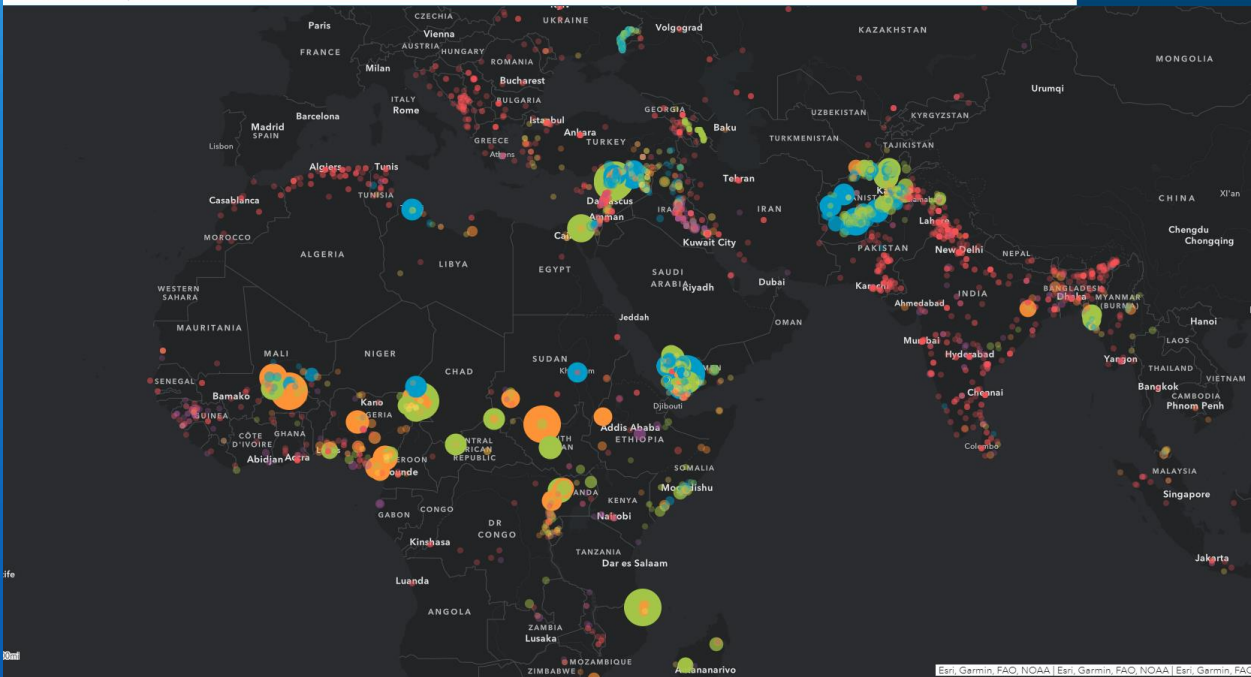 CZECHIA
UKRAINE
Paris
Vienna
Volgograd
KAZAKHSTAN
AUSTRIA
HUNGARY
FRANCE
MONGOLIA
Milan
ROMANIA
Bucharest
Urumqi
ITALY
BULGARIA
Rome
GEORGIA
UZBEKISTAN
KYRGYZSTAN
Barcelona
Istanbul
Madrid
SPAIN
Ankara
Baku
TURKMENISTAN
GREECE
TURKEY
TAJIKISTAN
Lisbon
Athens
Algiers
Tunis
Tehran
TUNISIA
XI'an
Casablanca
Damascus
IRAN
CHINA
Amman
MOROCCO
Kuwait City
Chengdu
Chongqing
ALGERIA
PAKISTAN
New Delhi
NEPAL
LIBYA
EGYPT
SAUDI
ARABIA
Riyadh
Dubai
Karachi
WESTERN
SAHARA
INDIA
BANGLADESH
Dhaka
MYANMAR
(BURMA)
Ahmedabad
Jeddah
OMAN
Hanoi
MAURITANIA
Mumbai
LAOS
MALI
NIGER
SUDAN
Hyderabad
Yangon
CHAD
THAILAND
SENEGAL
VIETNAM
Bangkok
Bamako
Kano
Chennai
CAMBODIA
Phnom Penh
GUINEA
Djibouti
CÔTE
D'IVOIRE
GHANA
Addis Ababa
ETHIOPIA
Abidjan
Accra
REPUBLIC
Colombo
SOMALIA
MALAYSIA
Mogadishu
Singapore
KENYA
GABON
CONGO
Nairobi
DR
CONGO
Kinshasa
TANZANIA
Jakarta
Dar es Salaam
Luanda
ANGOLA
ZAMBIA
Lusaka
MOZAMBIQUE
ZIMBABWE
Esri, Garmin, FAO, NOAA | Esri, Garmin, FAO, NOAA | Esri, Garmin, FAO